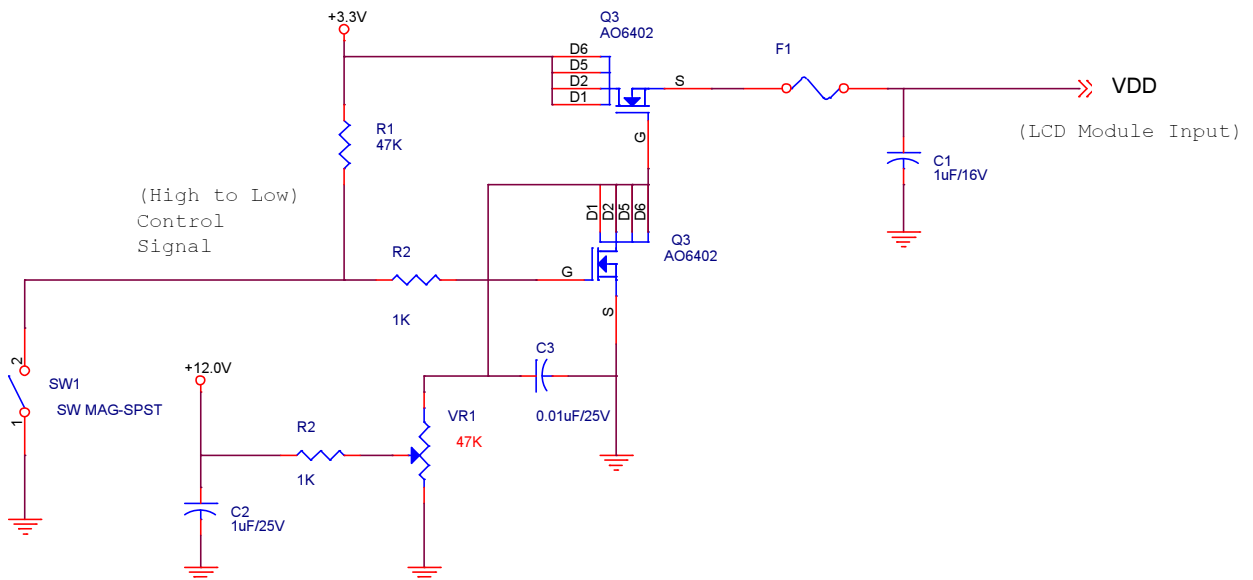 +3.3V
Q3
AO6402
D6
D5
D2
D1
S
G
F1
VDD
(LCD Module Input)
R1
47K
C1
1uF/16V
(High to Low)
Control
Signal
D1
D2
D5
D6
Q3
AO6402
R2
1K
G
S
2
SW1
SW MAG-SPST
1
+12.0V
C3
0.01uF/25V
VR1
47K
R2
1K
C2
1uF/25V